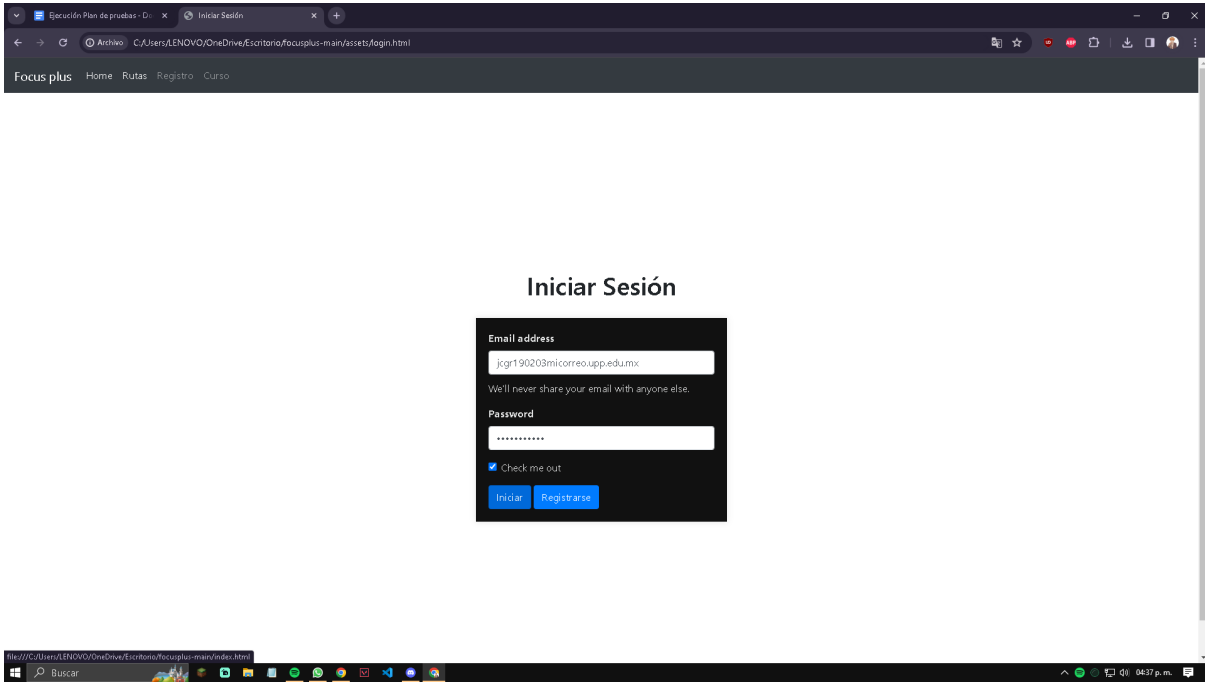 Ejecución Plan de pruebas - Do
Iniciar Sesión
Archivo C:/Users/LENOVO/OneDrive/Escritorio/focusplus-main/assets/login.html
ABP
Focus plus Home Rutas Registro Curso
Iniciar Sesión
Email address
jcgr190203micorreo.upp.edu.mx
We'll never share your email with anyone else.
Password
Check me out
Iniciar Registrarse
file:///C:/Users/LENOVO/OneDrive/Escritorio/focusplus-main/index.html
Buscar
04:37 p. m.